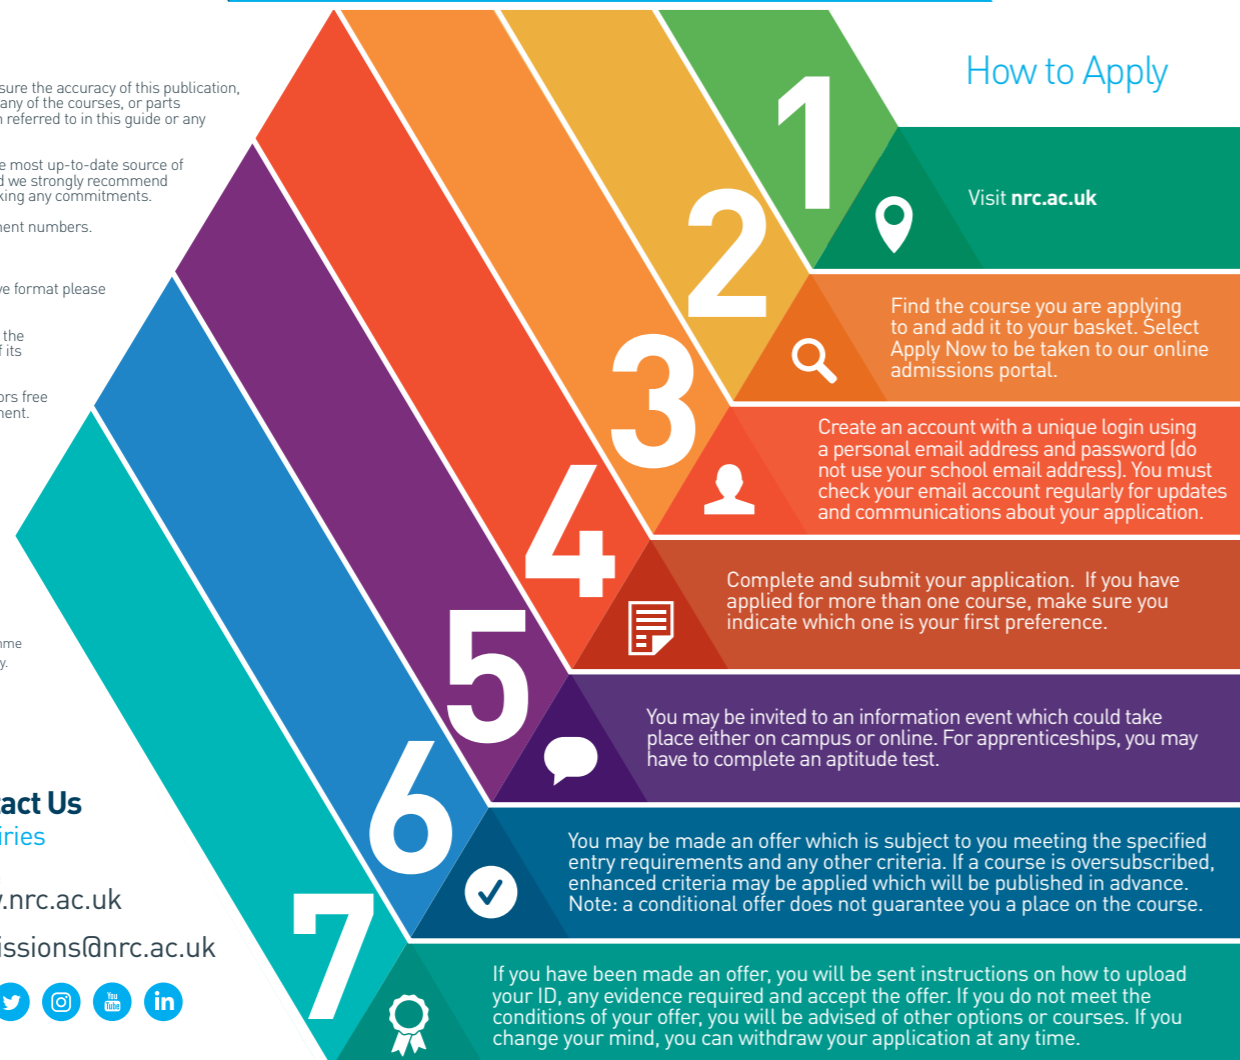 sure the accuracy of this publication,
any of the courses, or parts
referred to in this guide or any
most up-to-date source of
we strongly recommend
king any commitments.
ment numbers.
format please
the
its
ors free
ment.
y.
tact Us
iries
.nrc.ac.uk
issions@nrc.ac.uk
You
Tube
in
How to Apply
1
Visit nrc.ac.uk
2
Find the course you are applying
to and add it to your basket. Select
Apply Now to be taken to our online
admissions portal.
3
Create an account with a unique login using
a personal email address and password (do
not use your school email address). You must
check your email account regularly for updates
and communications about your application.
4
Complete and submit your application. If you have
applied for more than one course, make sure you
indicate which one is your first preference.
5
You may be invited to an information event which could take
place either on campus or online. For apprenticeships, you may
have to complete an aptitude test.
6
You may be made an offer which is subject to you meeting the specified
entry requirements and any other criteria. If a course is oversubscribed,
enhanced criteria may be applied which will be published in advance.
Note: a conditional offer does not guarantee you a place on the course.
7
If you have been made an offer, you will be sent instructions on how to upload
your ID, any evidence required and accept the offer. If you do not meet the
conditions of your offer, you will be advised of other options or courses. If you
change your mind, you can withdraw your application at any time.